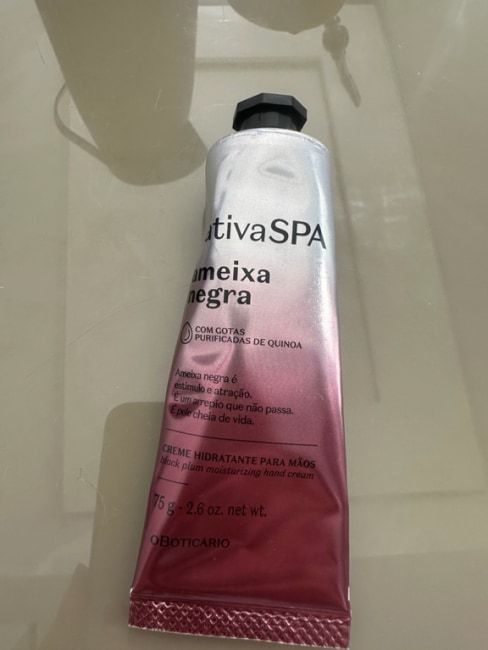 ativaSPA
ameixa
negra
COM GOTAS
PURIFICADAS DE QUINOA
Ameixa negra é
estímulo e atração.
É um arrepio que não passa.
É pele cheia de vida.
CREME HIDRATANTE PARA MÃOS
black plum moisturizing hand cream
75 g - 2.6 oz. net wt.
OBOTICÁRIO